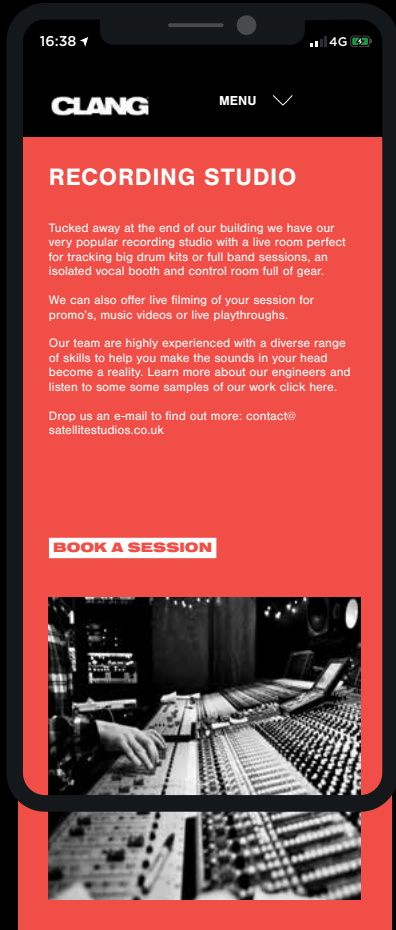 16:38
4G
CLANG
MENU
RECORDING STUDIO
Tucked away at the end of our building we have our
very popular recording studio with a live room perfect
for tracking big drum kits or full band sessions, an
isolated vocal booth and control room full of gear.
We can also offer live filming of your session for
promo's, music videos or live playthroughs.
Our team are highly experienced with a diverse range
of skills to help you make the sounds in your head
become a reality. Learn more about our engineers and
listen to some some samples of our work click here.
Drop us an e-mail to find out more: contact@
satellitestudios.co.uk
BOOK A SESSION